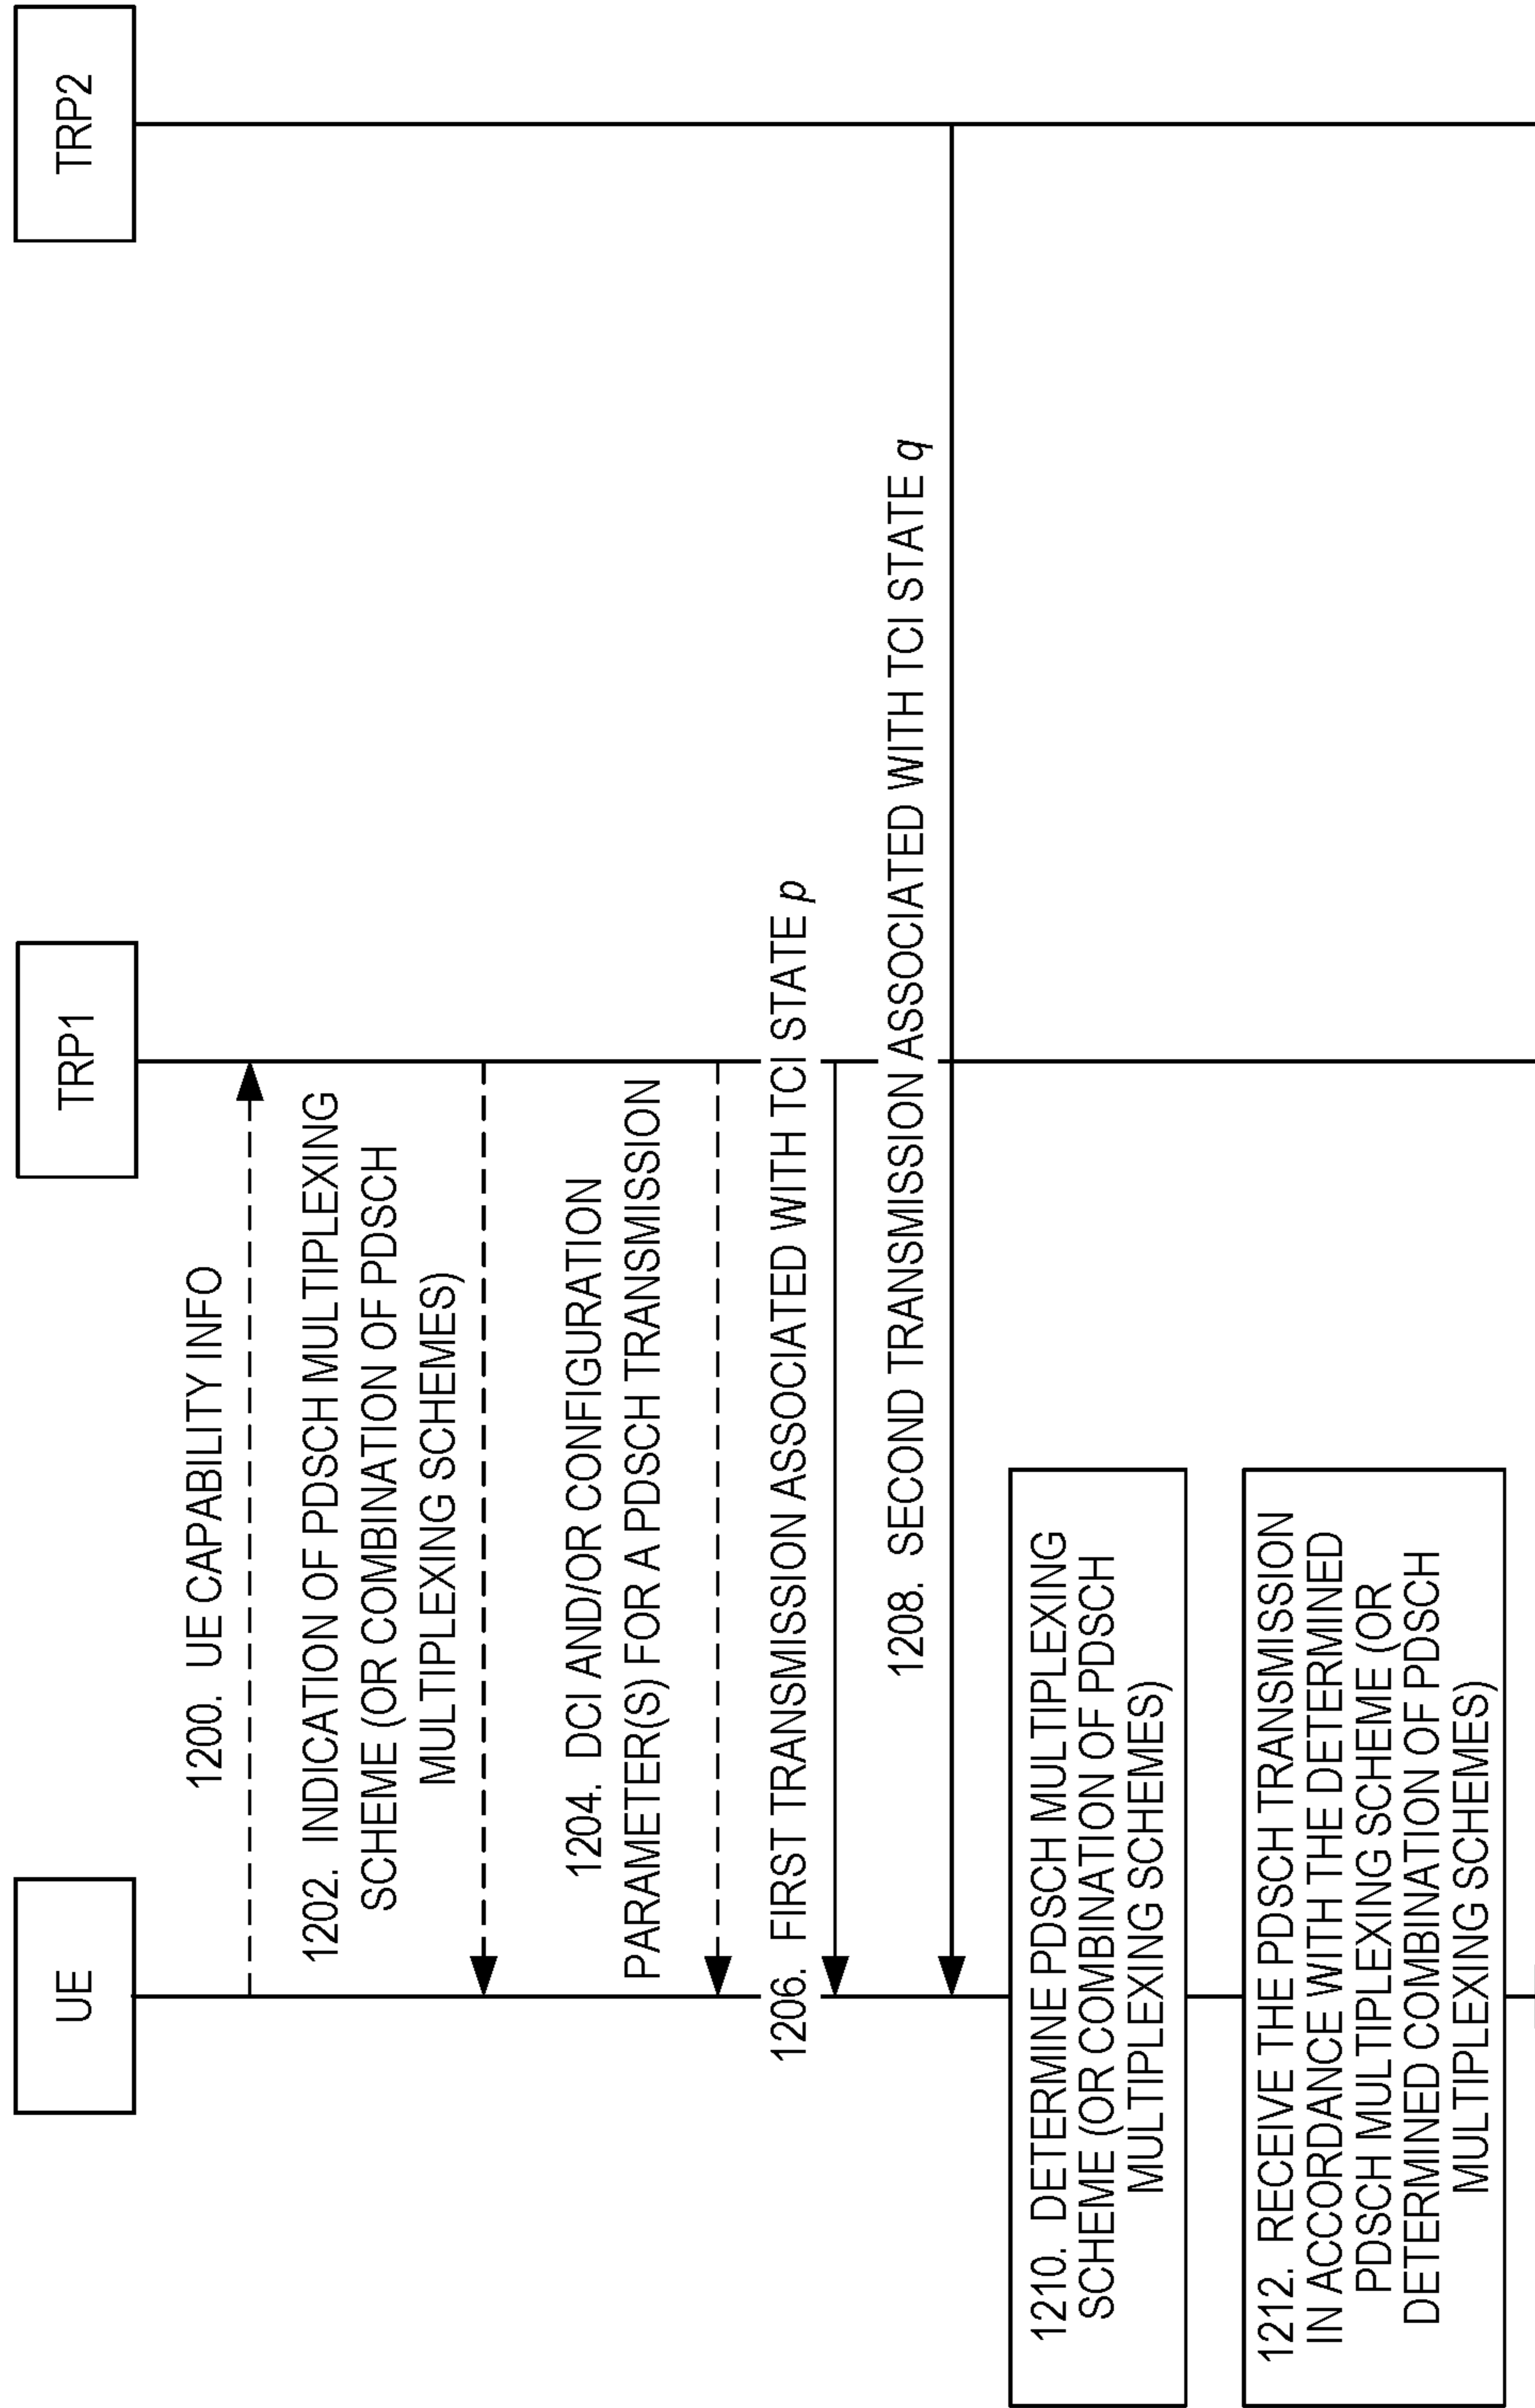 UE
TRP1
TRP2
1200. UE CAPABILITY INFO
1202. INDICATION OF PDSCH MULTIPLEXING
SCHEME (OR COMBINATION OF PDSCH
MULTIPLEXING SCHEMES)
1204. DCI AND/OR CONFIGURATION
PARAMETER(S) FOR A PDSCH TRANSMISSION
1206. FIRST TRANSMISSION ASSOCIATED WITH TCI STATE p
1208. SECOND TRANSMISSION ASSOCIATED WITH TCI STATE q
1210. DETERMINE PDSCH MULTIPLEXING
SCHEME (OR COMBINATION OF PDSCH
MULTIPLEXING SCHEMES)
1212. RECEIVE THE PDSCH TRANSMISSION
IN ACCORDANCE WITH THE DETERMINED
PDSCH MULTIPLEXING SCHEME (OR
DETERMINED COMBINATION OF PDSCH
MULTIPLEXING SCHEMES)